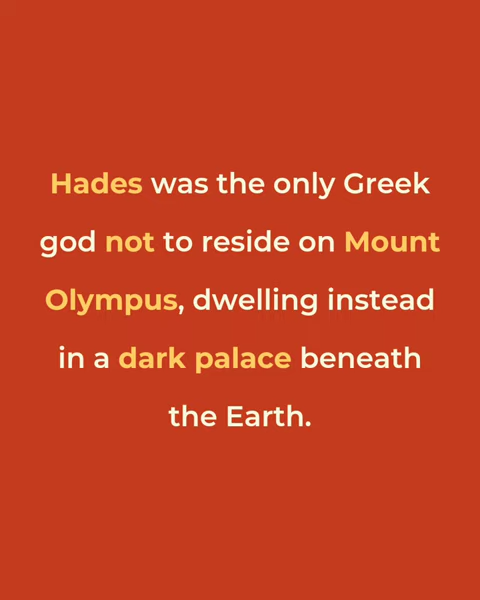 Hades was the only Greek
god not to reside on Mount
Olympus, dwelling instead
in a dark palace beneath
the Earth.